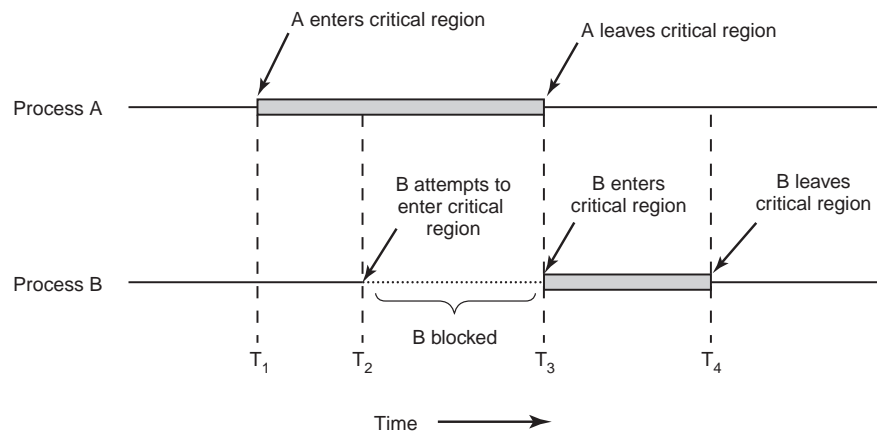 A enters critical region
A leaves critical region
Process A
B attempts to
enter critical
region
B enters
critical region
B leaves
critical region
Process B
B blocked
T1
T2
T3
T4
Time